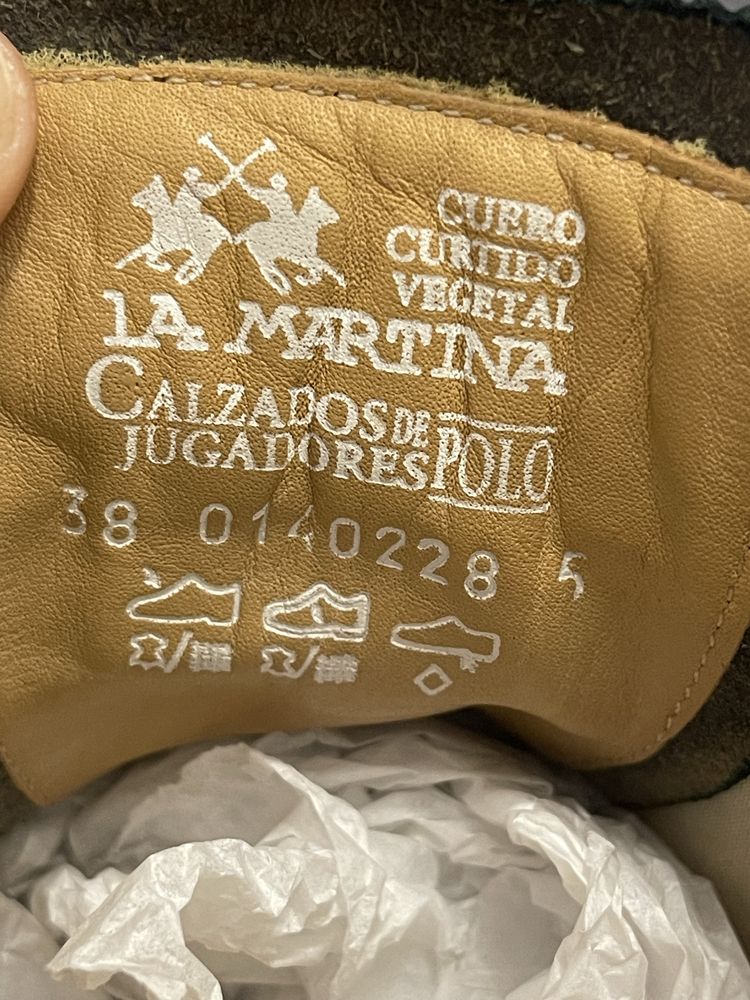 CUERO
CURTIDO
VEGETAL
LA MARTINA
CALZADOS DE
JUGADORES POLO
38 0140228 5